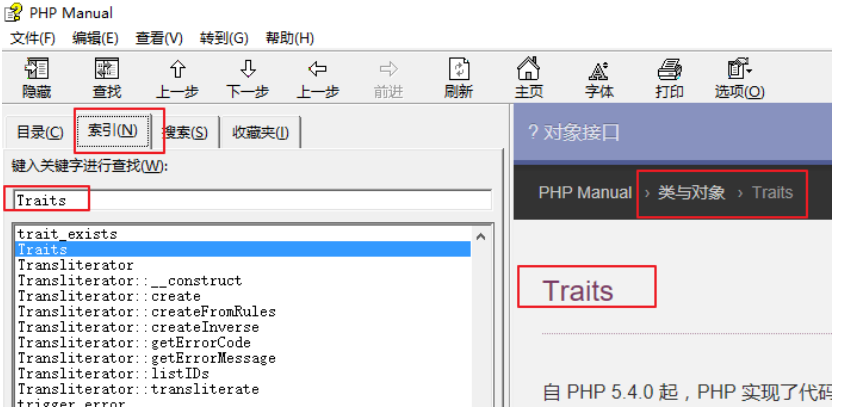 PHP Manual
文件(F) 编辑(E) 查看(V) 转到(G) 帮助(H)
隐藏 查找 上一步 下一步 上一步 前进 刷新 主页 字体 打印 选项(O)
目录(C) 索引(N) 搜索(S) 收藏夹(I)
键入关键字进行查找(W):
Traits
trait_exists
Traits
Transliterator
Transliterator::__construct
Transliterator::create
Transliterator::createFromRules
Transliterator::createInverse
Transliterator::getErrorCode
Transliterator::getErrorMessage
Transliterator::listIDs
Transliterator::transliterate
trigger_error
? 对象接口
PHP Manual › 类与对象 › Traits
Traits
自 PHP 5.4.0 起，PHP 实现了代码